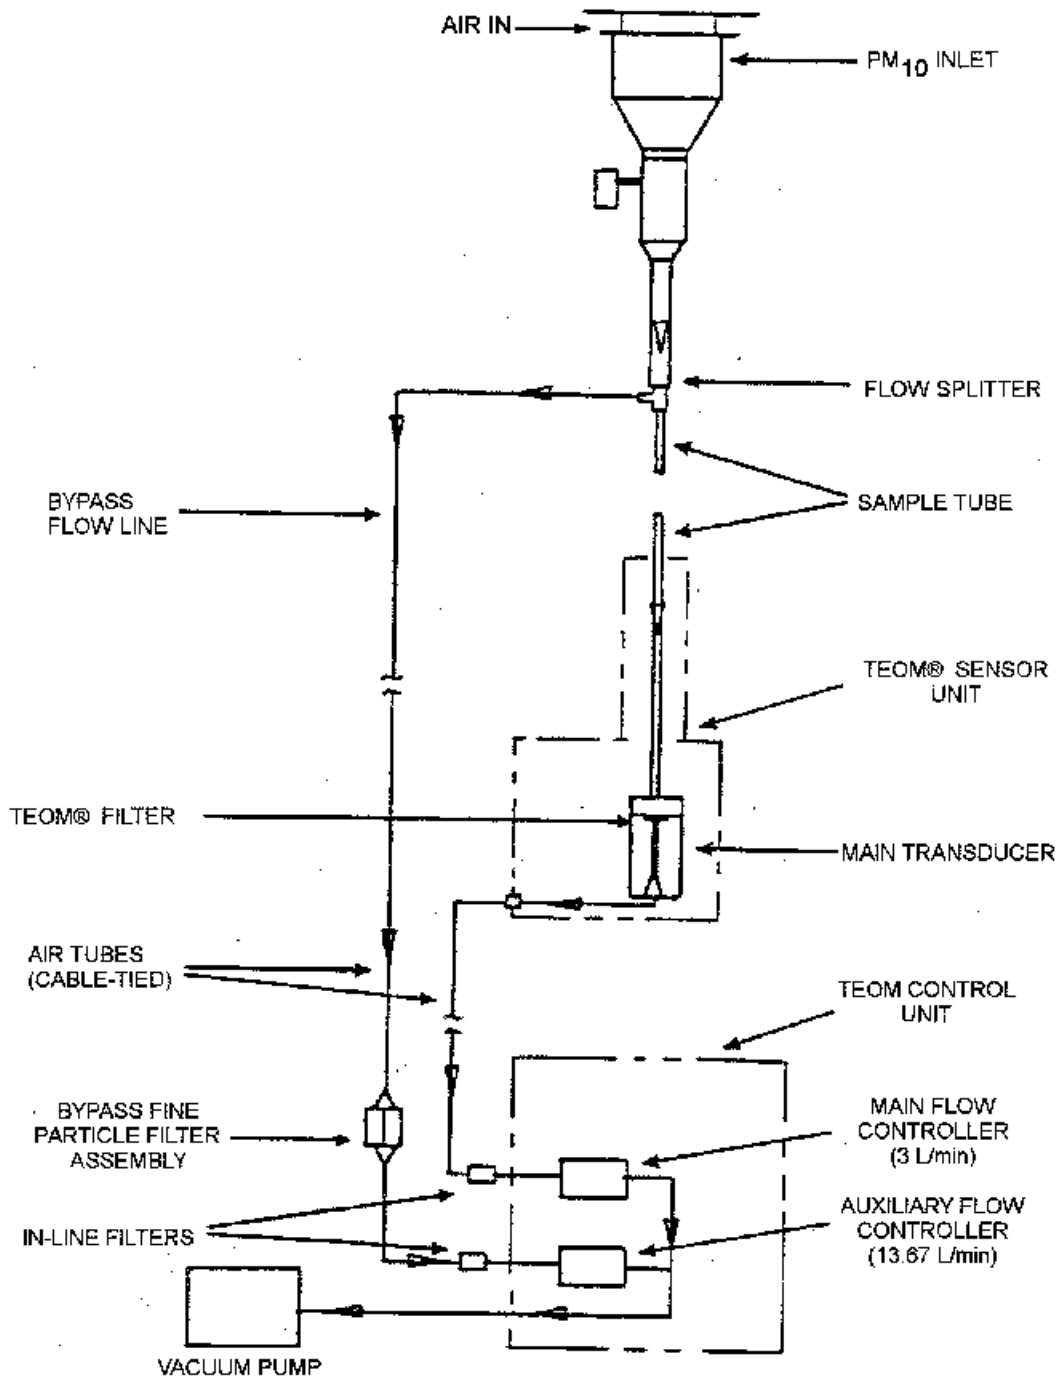 AIR IN
PM10 INLET
FLOW SPLITTER
BYPASS
FLOW LINE
SAMPLE TUBE
TEOM® SENSOR
UNIT
TEOM® FILTER
MAIN TRANSDUCER
AIR TUBES
(CABLE-TIED)
TEOM CONTROL
UNIT
BYPASS FINE
PARTICLE FILTER
ASSEMBLY
MAIN FLOW
CONTROLLER
(3 L/min)
IN-LINE FILTERS
AUXILIARY FLOW
CONTROLLER
(13.67 L/min)
VACUUM PUMP